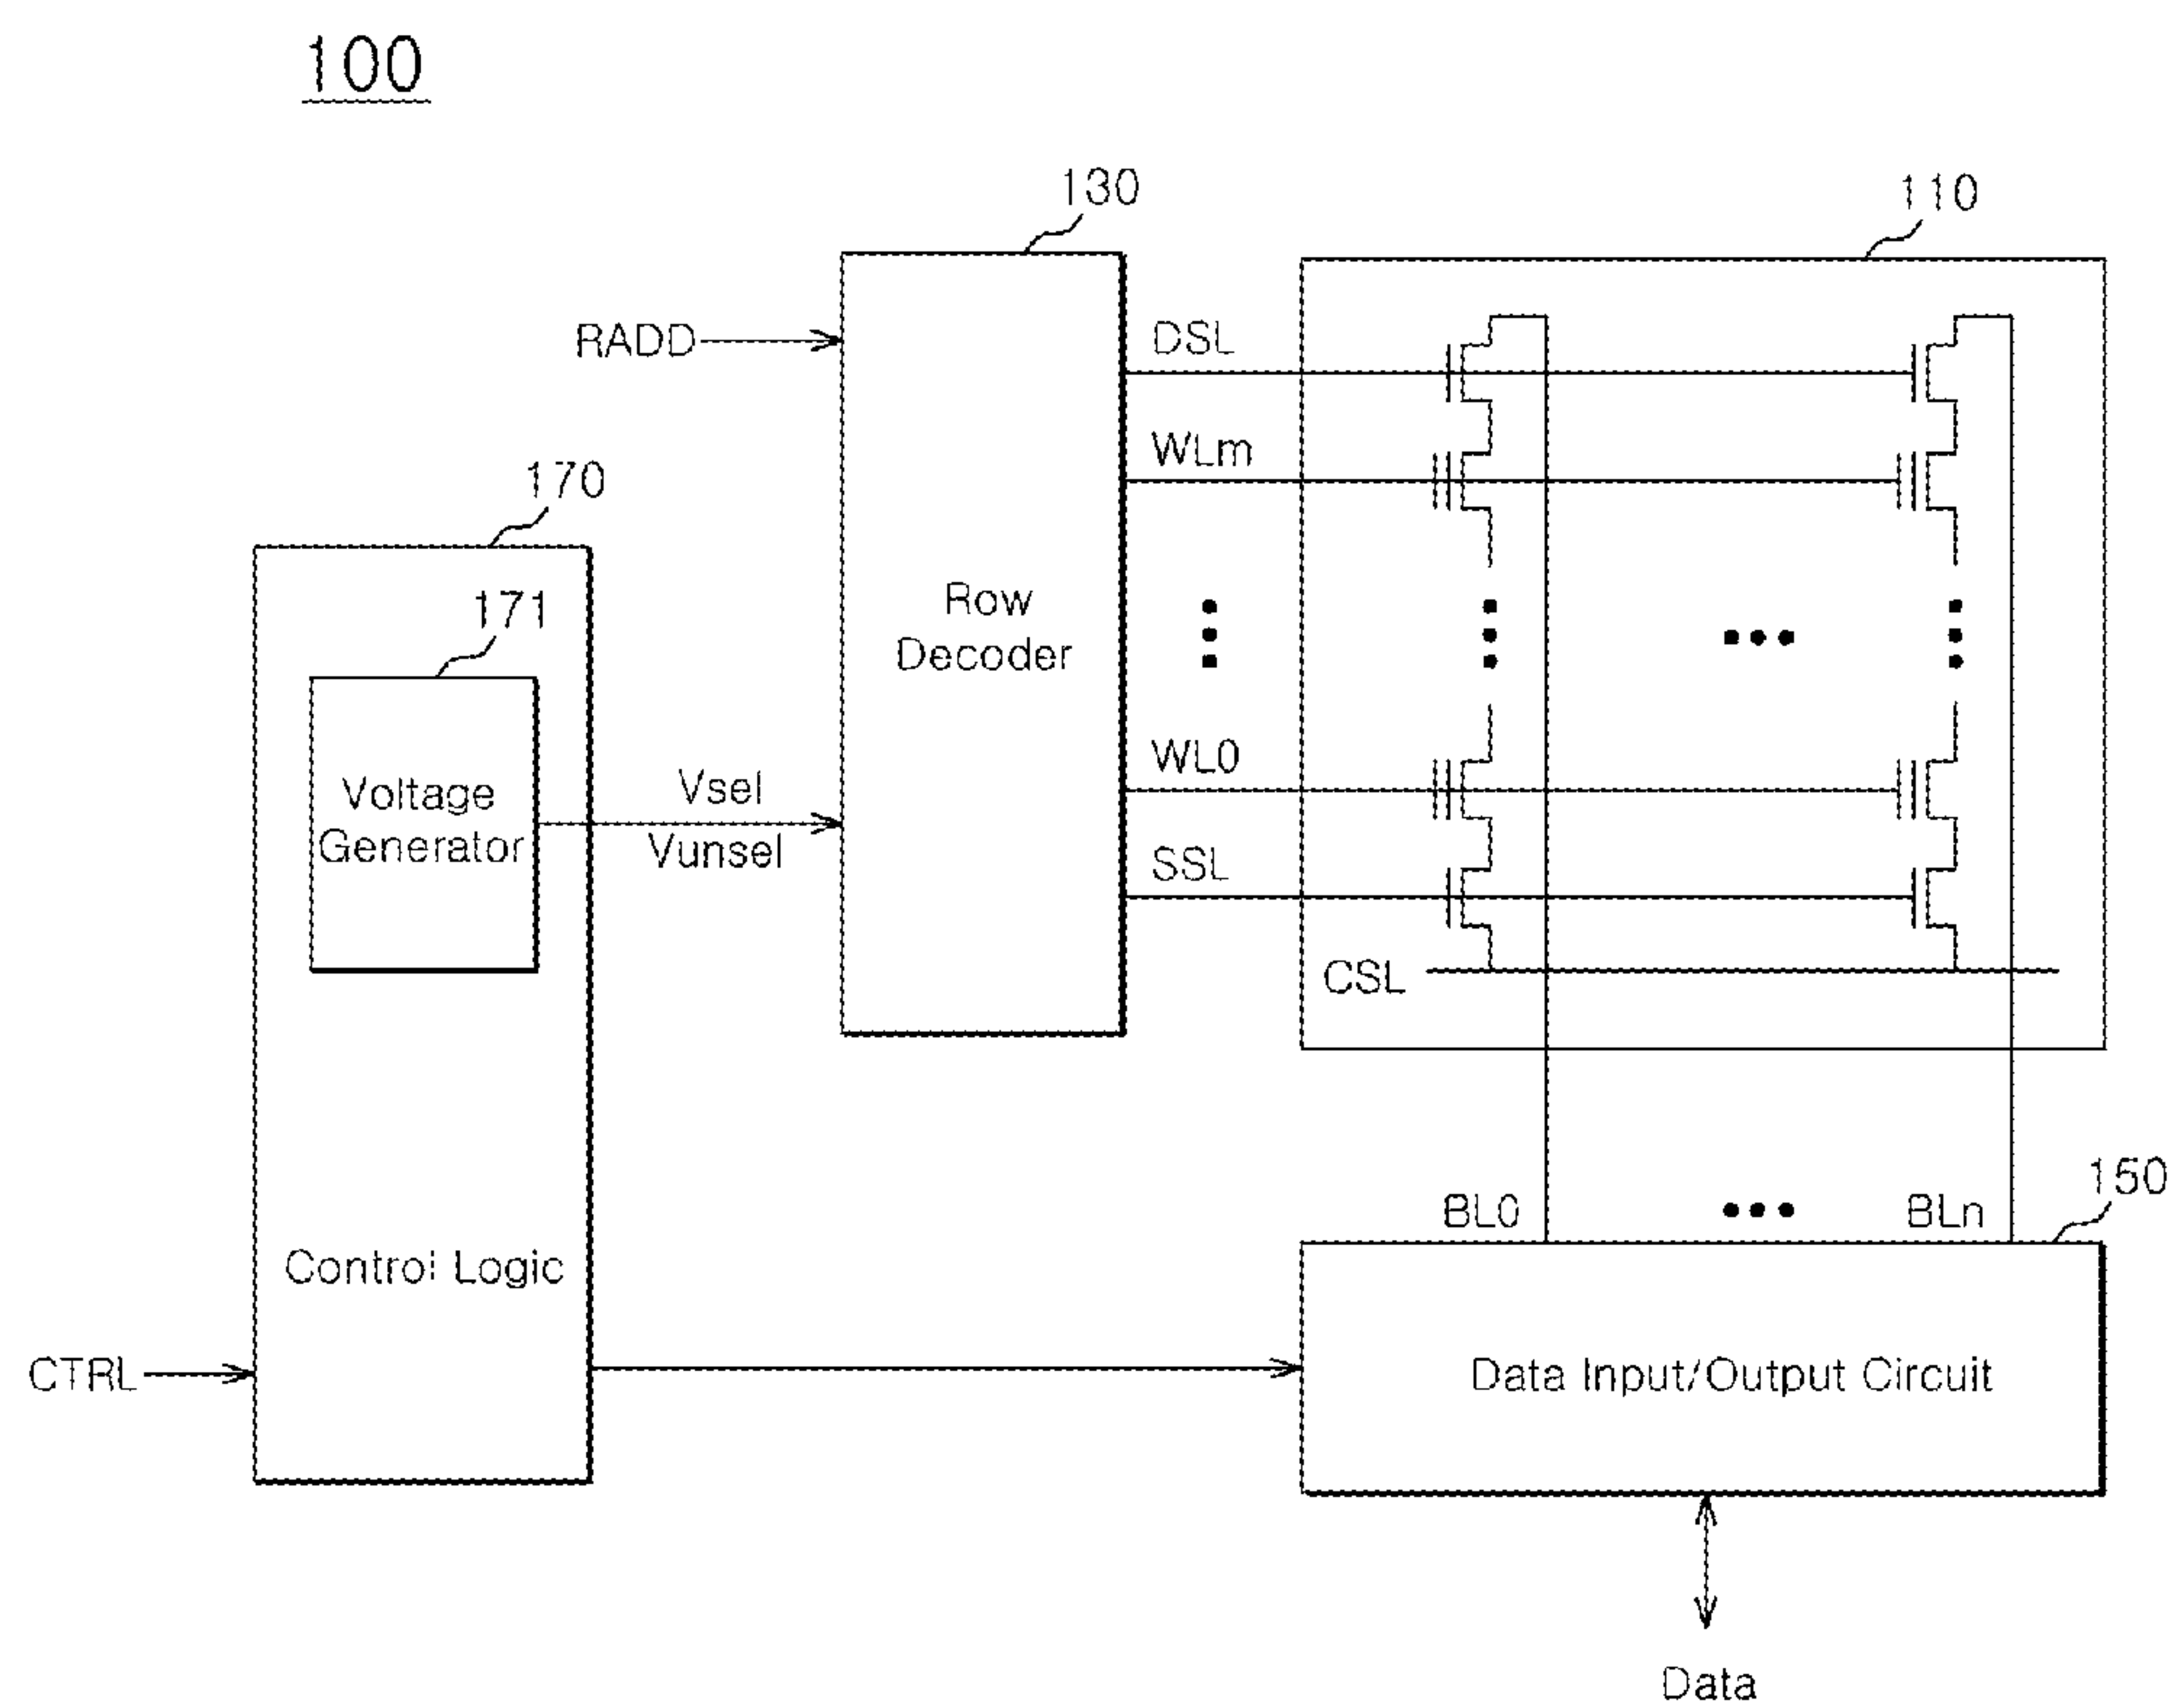 100
130
110
RADD
DSL
WLm
170
171
Row
Decoder
WL0
Voltage
Generator
Vsel
Vunsel
SSL
CSL
150
BL0
BLn
Control Logic
CTRL
Data Input/Output Circuit
Data